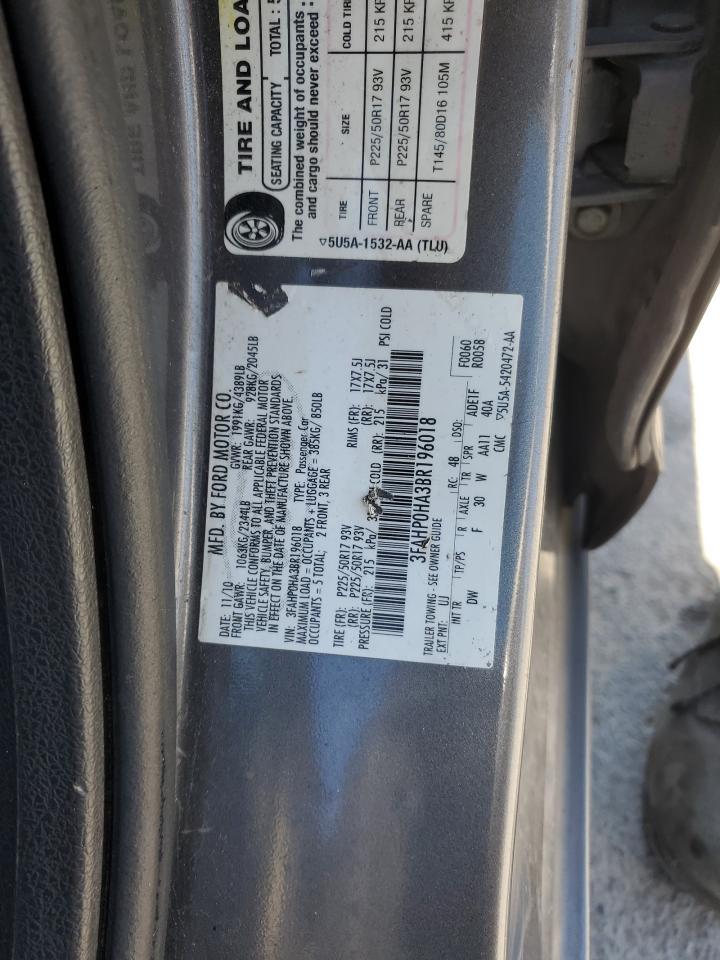 TIRE AND LOA
SEATING CAPACITY TOTAL : 5
The combined weight of occupants
and cargo should never exceed :
TIRE SIZE COLD TIRE
FRONT P225/50R17 93V 215 KP
REAR P225/50R17 93V 215 KP
SPARE T145/80D16 105M 415 KP
5U5A-1532-AA (TLU)
MFD. BY FORD MOTOR CO.
DATE: 11/10 GVWR: 1991KG/4389LB
FRONT GAWR: 1063KG/2344LB REAR GAWR: 928KG/2045LB
THIS VEHICLE CONFORMS TO ALL APPLICABLE FEDERAL MOTOR
VEHICLE SAFETY, BUMPER, AND THEFT PREVENTION STANDARDS
IN EFFECT ON THE DATE OF MANUFACTURE SHOWN ABOVE.
VIN: 3FAHP0HA3BR196018 TYPE: Passenger Car
MAXIMUM LOAD = OCCUPANTS + LUGGAGE = 385KG/ 850LB
OCCUPANTS = 5 TOTAL: 2 FRONT, 3 REAR
TIRE (FR): P225/50R17 93V RIMS (FR): 17X7.5J
(RR): P225/50R17 93V (RR): 17X7.5J
PRESSURE (FR): 215 kPa/ COLD (RR): 215 kPa/ 31 PSI COLD
3FAHP0HA3BR196018
TRAILER TOWING - SEE OWNER GUIDE
EXT PNT: UJ RC: 48 DSO: F0060
R0058
INT TR TP/PS R AXLE TR SPR ADE1F
DW F 30 W AA11 40A
CMC 5U5A-5420472-AA